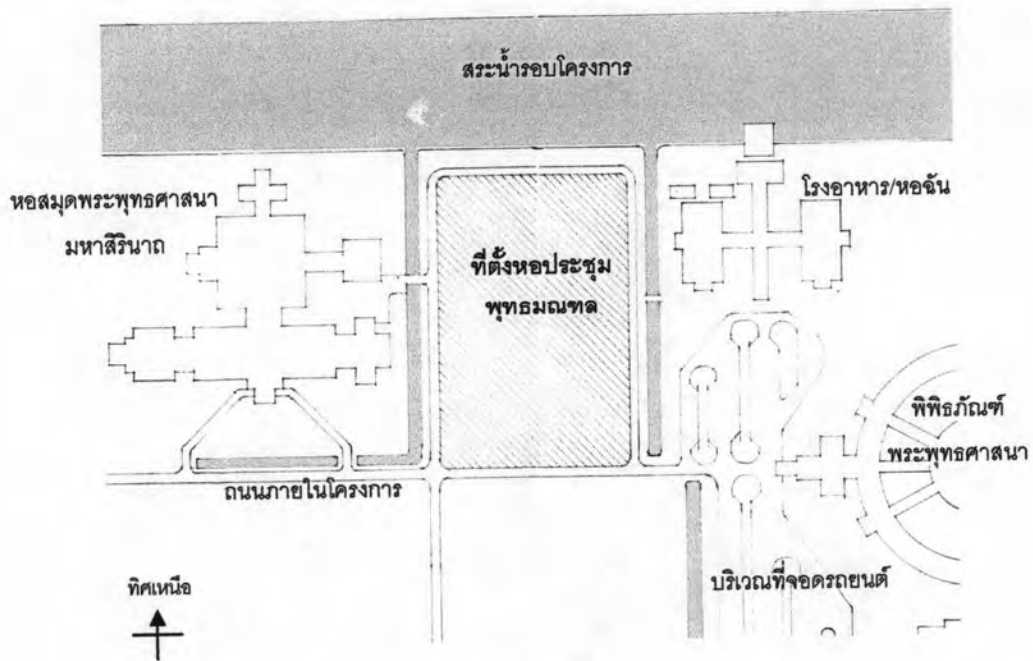 สระน้ำรอบโครงการ
หอสมุดพระพุทธศาสนา
มหาสิรินาถ
ที่ตั้งหอประชุม
พุทธมณฑล
โรงอาหาร/หอฉัน
พิพิธภัณฑ์
พระพุทธศาสนา
ถนนภายในโครงการ
บริเวณที่จอดรถยนต์
ทิศเหนือ